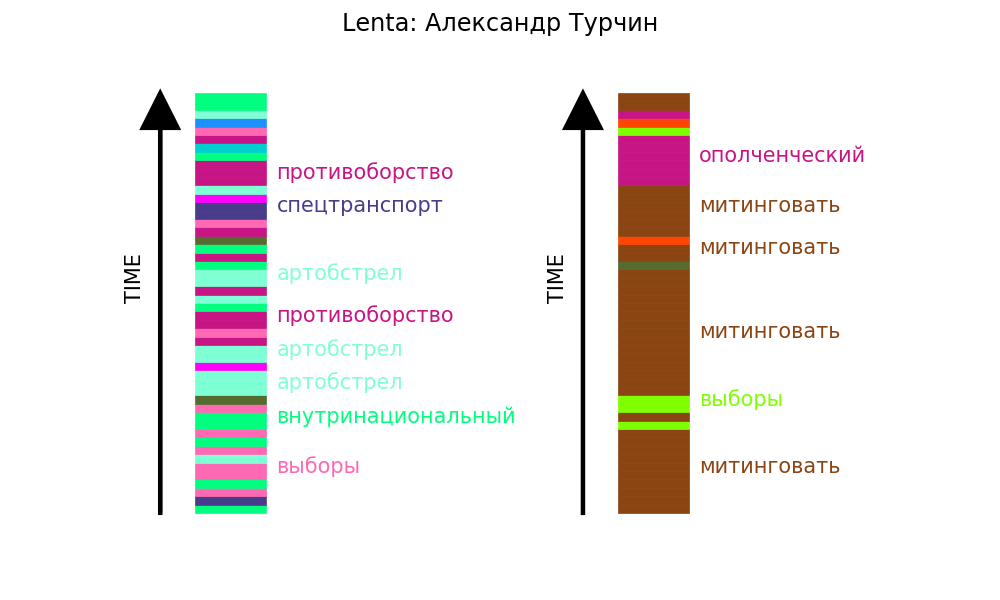 Lenta: Александр Турчин
TIME
противоборство
спецтранспорт
артобстрел
противоборство
артобстрел
артобстрел
внутринациональный
выборы
TIME
ополченческий
митинговать
митинговать
митинговать
выборы
митинговать